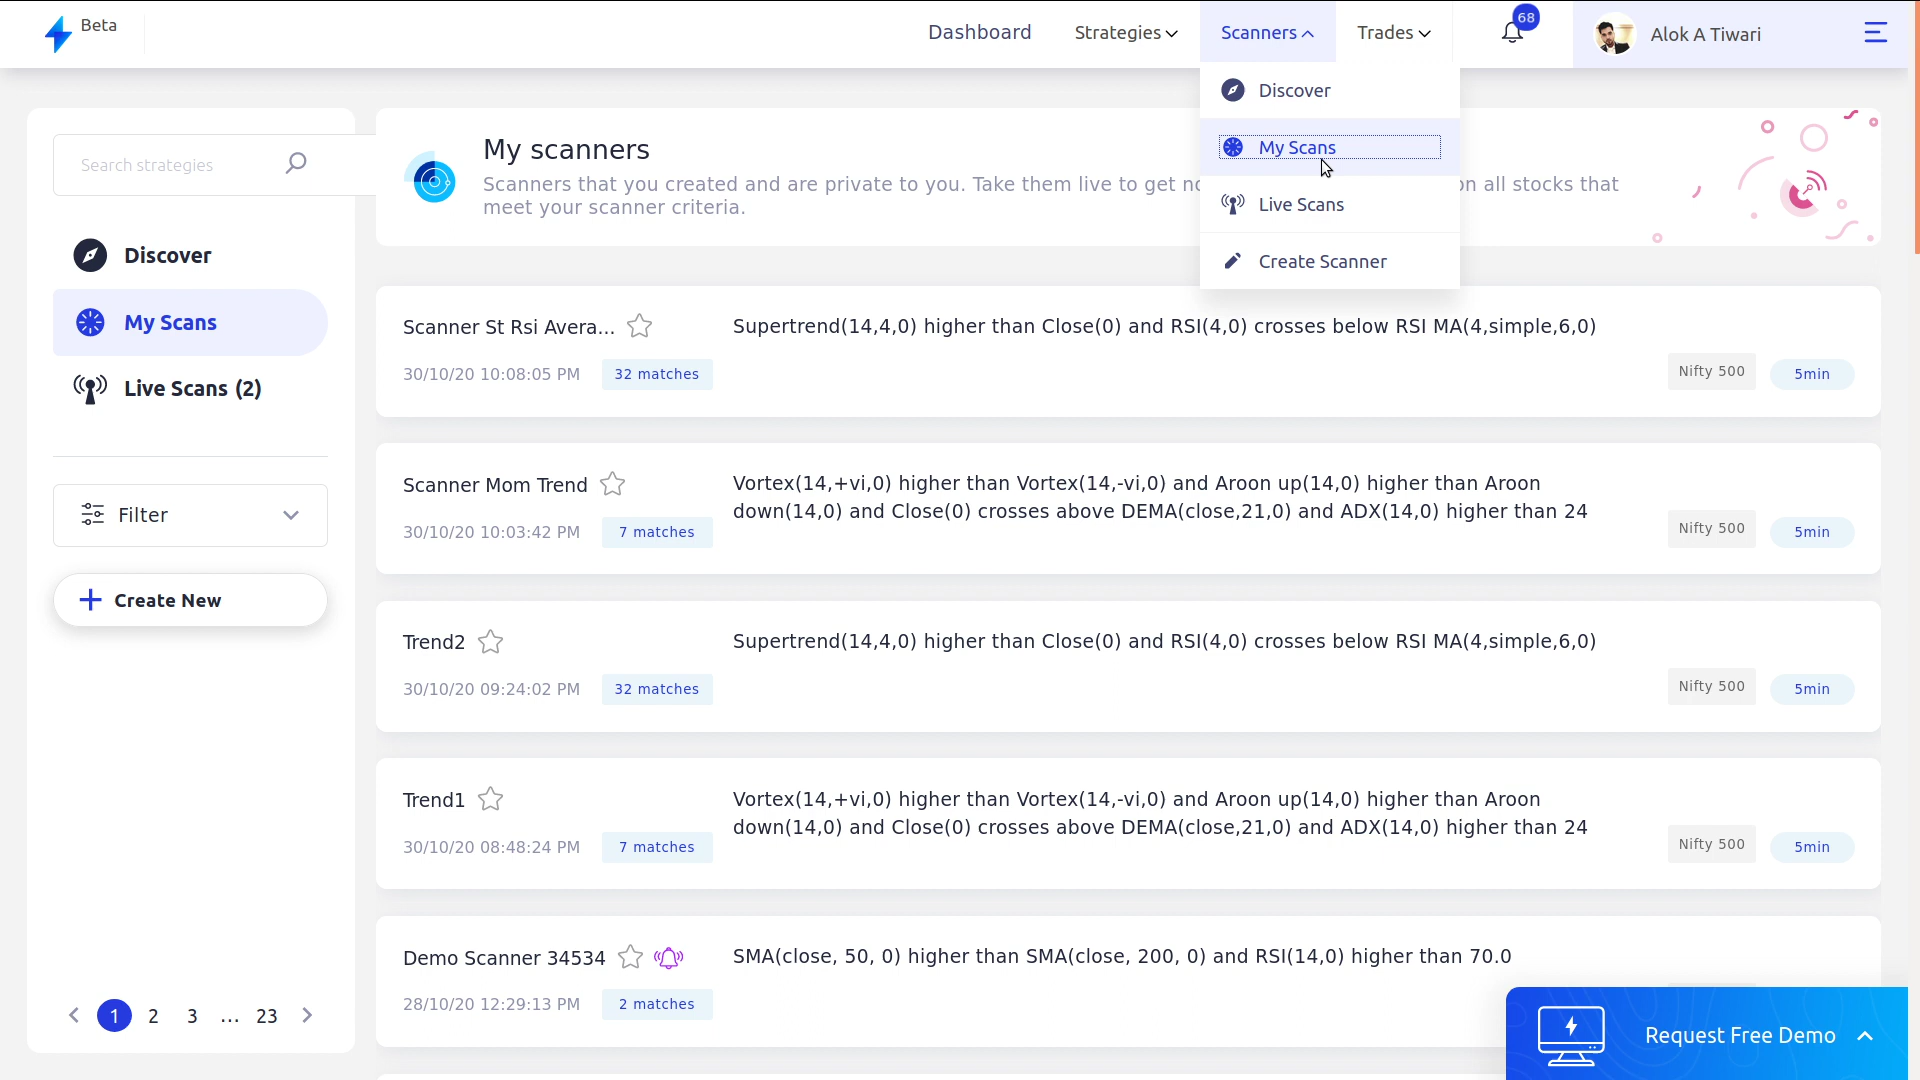 Beta
Dashboard
Strategies
Scanners
Trades
68
Alok A Tiwari
Discover
My Scans
Live Scans
Create Scanner
Search strategies
Discover
My Scans
Live Scans (2)
Filter
Create New
1 2 3 ... 23
My scanners
Scanners that you created and are private to you. Take them live to get on all stocks that
meet your scanner criteria.
Scanner St Rsi Avera...
Supertrend(14,4,0) higher than Close(0) and RSI(4,0) crosses below RSI MA(4,simple,6,0)
30/10/20 10:08:05 PM
32 matches
Nifty 500
5min
Scanner Mom Trend
Vortex(14,+vi,0) higher than Vortex(14,-vi,0) and Aroon up(14,0) higher than Aroon
down(14,0) and Close(0) crosses above DEMA(close,21,0) and ADX(14,0) higher than 24
30/10/20 10:03:42 PM
7 matches
Nifty 500
5min
Trend2
Supertrend(14,4,0) higher than Close(0) and RSI(4,0) crosses below RSI MA(4,simple,6,0)
30/10/20 09:24:02 PM
32 matches
Nifty 500
5min
Trend1
Vortex(14,+vi,0) higher than Vortex(14,-vi,0) and Aroon up(14,0) higher than Aroon
down(14,0) and Close(0) crosses above DEMA(close,21,0) and ADX(14,0) higher than 24
30/10/20 08:48:24 PM
7 matches
Nifty 500
5min
Demo Scanner 34534
SMA(close, 50, 0) higher than SMA(close, 200, 0) and RSI(14,0) higher than 70.0
28/10/20 12:29:13 PM
2 matches
Request Free Demo